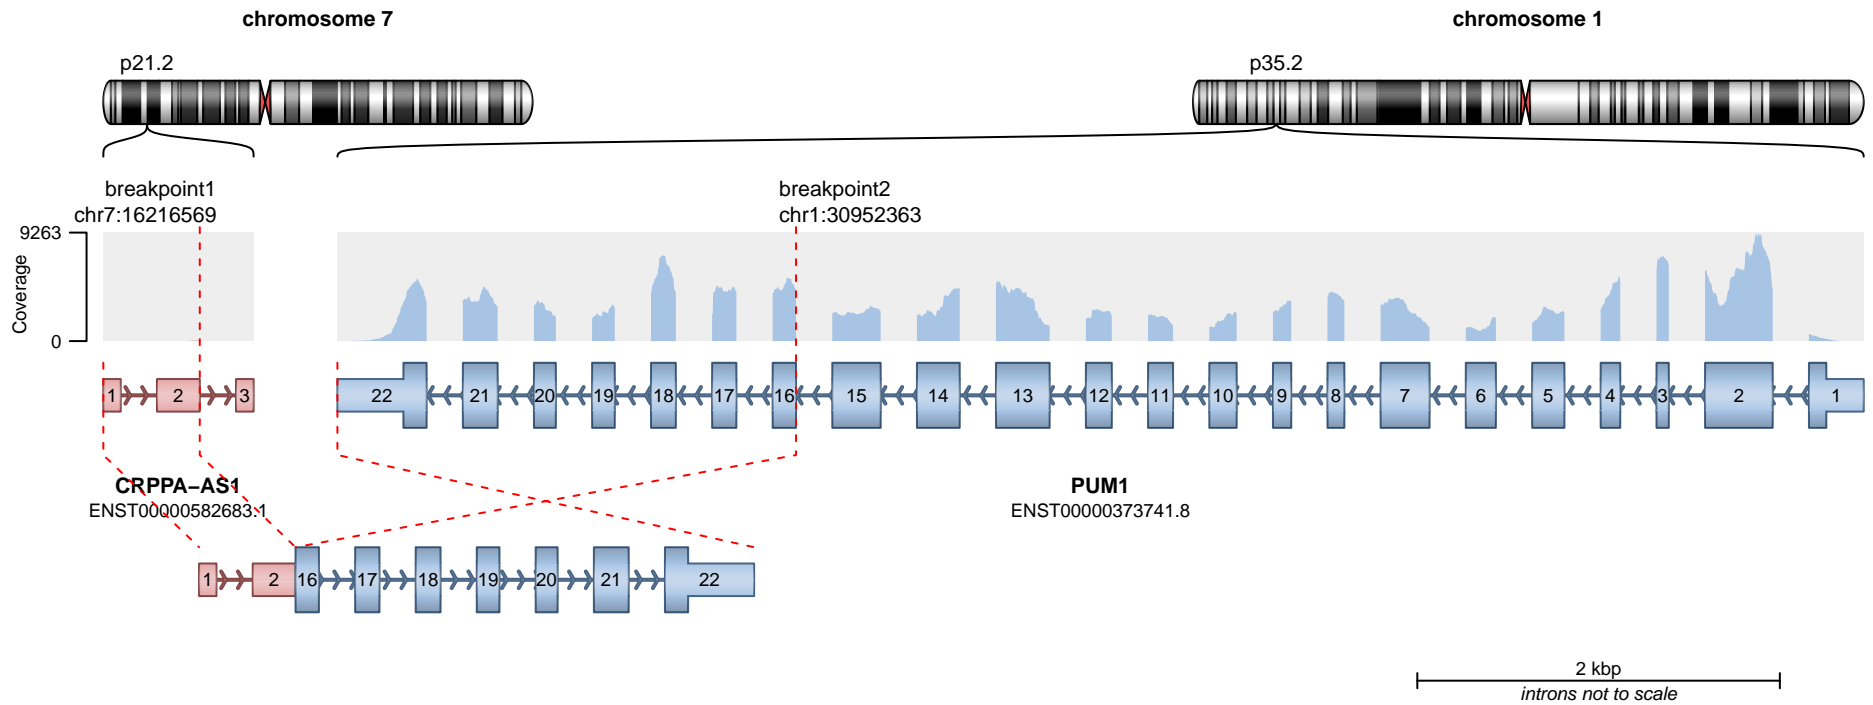 chromosome 7
chromosome 1
p21.2
p35.2
breakpoint1
chr7:16216569
breakpoint2
chr1:30952363
9263
Coverage
0
1 2 3
22 21 20 19 18 17 16 15 14 13 12 11 10 9 8 7 6 5 4 3 2 1
CRPPA−AS1
ENST00000582683.1
PUM1
ENST00000373741.8
1 2 16 17 18 19 20 21 22
2 kbp
introns not to scale